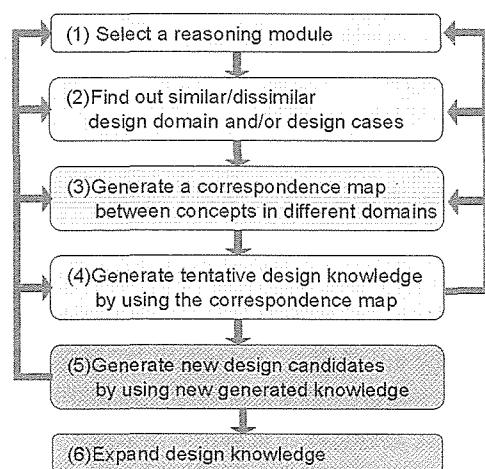 (1) Select a reasoning module
(2)Find out similar/dissimilar
design domain and/or design cases
(3)Generate a correspondence map
between concepts in different domains
(4)Generate tentative design knowledge
by using the correspondence map
(5)Generate new design candidates
by using new generated knowledge
(6)Expand design knowledge